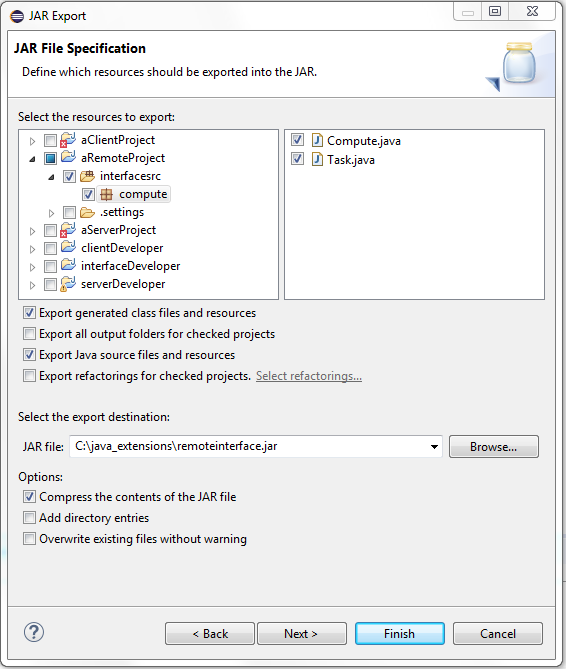 JAR Export
JAR File Specification
Define which resources should be exported into the JAR.
Select the resources to export:
aClientProject
aRemoteProject
interfacesrc
compute
.settings
aServerProject
clientDeveloper
interfaceDeveloper
serverDeveloper
Compute.java
Task.java
Export generated class files and resources
Export all output folders for checked projects
Export Java source files and resources
Export refactorings for checked projects. Select refactorings...
Select the export destination:
JAR file: C:\java_extensions\remoteinterface.jar Browse...
Options:
Compress the contents of the JAR file
Add directory entries
Overwrite existing files without warning
? < Back Next > Finish Cancel